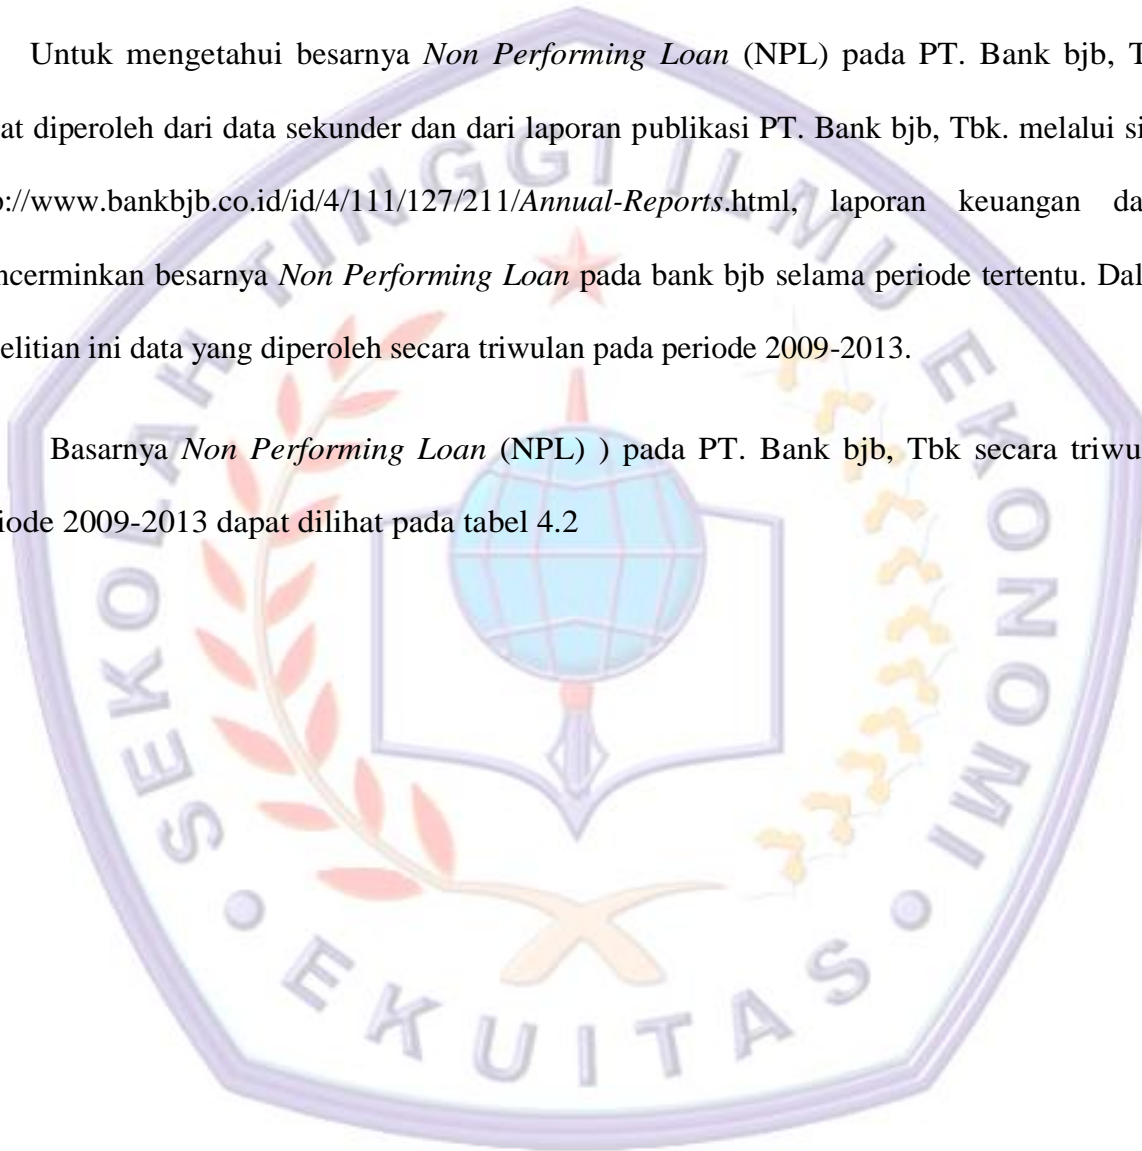 Untuk mengetahui besarnya Non Performing Loan (NPL) pada PT. Bank bjb, T
at diperoleh dari data sekunder dan dari laporan publikasi PT. Bank bjb, Tbk. melalui si
://www.bankbjb.co.id/id/4/111/127/211/Annual-Reports.html, laporan keuangan da
ncerminkan besarnya Non Performing Loan pada bank bjb selama periode tertentu. Dal
elitian ini data yang diperoleh secara triwulan pada periode 2009-2013.
Basarnya Non Performing Loan (NPL) ) pada PT. Bank bjb, Tbk secara triwu
iode 2009-2013 dapat dilihat pada tabel 4.2
SEKOLAH TINGGI ILMU EKONOMI
EKUITAS